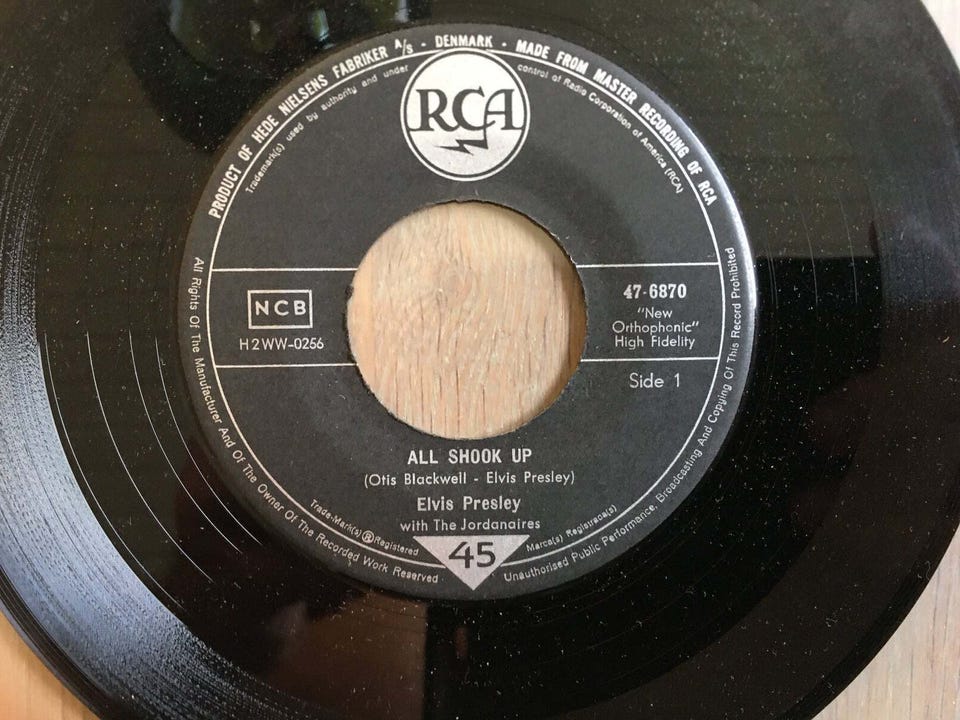 PRODUCT OF HEDE NIELSENS FABRIKER A/S · DENMARK · MADE FROM MASTER RECORDING OF RCA
Trademark(s) used by authority and under control of Radio Corporation of America (RCA)
RCA
NCB
H2WW-0256
47-6870
"New
Orthophonic"
High Fidelity
Side 1
ALL SHOOK UP
(Otis Blackwell - Elvis Presley)
Elvis Presley
with The Jordanaires
Trade-Mark(s) ® Registered
Marca(s) Registraca(s)
45
All Rights Of The Manufacturer And Of The Owner Of The Recorded Work Reserved
Unauthorised Public Performance, Broadcasting And Copying Of This Record Prohibited